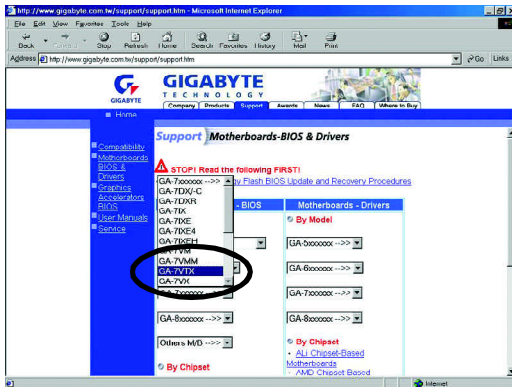 http://www.gigabyte.com.tw/support/support.htm - Microsoft Internet Explorer
File Edit View Favorites Tools Help
Back Stop Refresh Home Search Favorites History Mail Print
Address http://www.gigabyte.com.tw/support/support.htm Go Links
GIGABYTE
GIGABYTE
TECHNOLOGY
Company Products Support Awards News FAQ Where to Buy
Home
Support Motherboards-BIOS & Drivers
Compatibility
Motherboards
BIOS &
Drivers
Graphics
Accelerators
BIOS
User Manuals
Service
STOP! Read the following FIRST!
Flash BIOS Update and Recovery Procedures
GA-7xxxxxx -->>
GA-7DX/-C
GA-7DXR
GA-7IX
GA-7IXE
GA-7IXE4
GA-7IXEH
GA-7VM
GA-7VMM
GA-7VTX
GA-7VX
GA-7xxxxxx -->>
GA-8xxxxxx -->>
Others M/D -->>
By Chipset
- BIOS
Motherboards - Drivers
By Model
GA-5xxxxxx -->>
GA-6xxxxxx -->>
GA-7xxxxxx -->>
GA-8xxxxxx -->>
By Chipset
- ALi Chipset-Based
Motherboards
- AMD Chipset Based
Internet